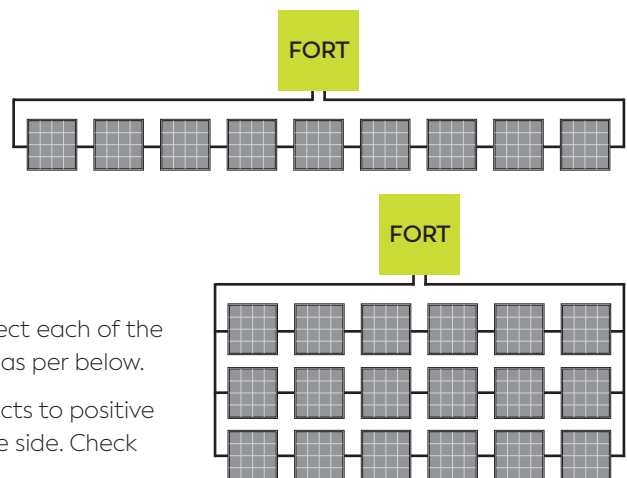 FORT
FORT
ect each of the
as per below.
cts to positive
e side. Check